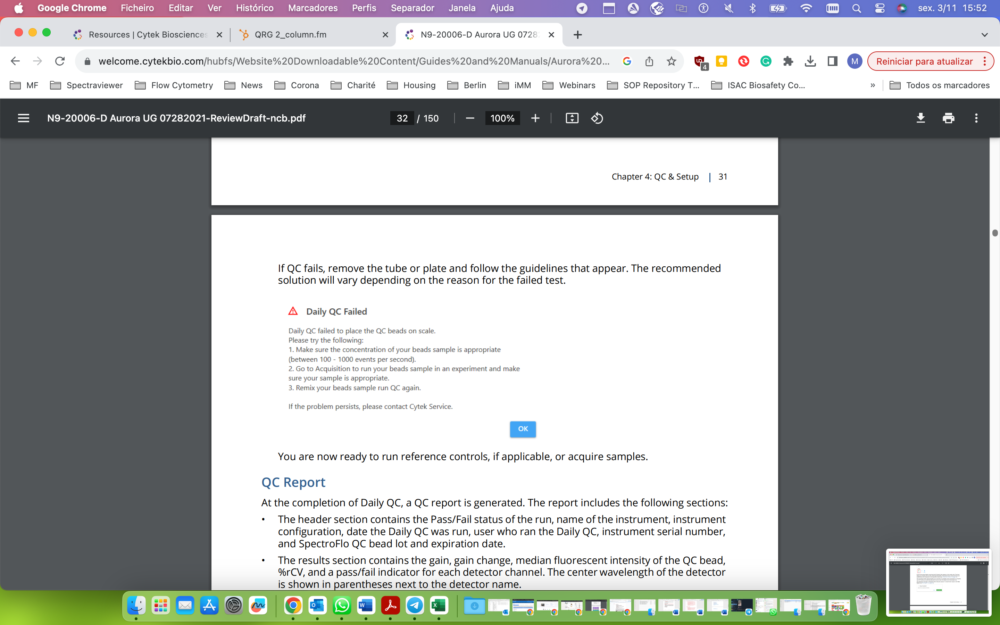 Google Chrome Ficheiro Editar Ver Histórico Marcadores Perfis Separador Janela Ajuda sex. 3/11 15:52
Resources | Cytek Biosciences QRG 2_column.fm N9-20006-D Aurora UG 0728
welcome.cytekbio.com/hubfs/Website%20Downloadable%20Content/Guides%20and%20Manuals/Aurora%20... 4 M Reiniciar para atualizar
MF Spectraviewer Flow Cytometry News Corona Charité Housing Berlin iMM Webinars SOP Repository T... ISAC Biosafety Co... » Todos os marcadores
N9-20006-D Aurora UG 07282021-ReviewDraft-ncb.pdf 32 / 150 100%
Chapter 4: QC & Setup | 31
If QC fails, remove the tube or plate and follow the guidelines that appear. The recommended
solution will vary depending on the reason for the failed test.
Daily QC Failed
Daily QC failed to place the QC beads on scale.
Please try the following:
1. Make sure the concentration of your beads sample is appropriate
(between 100 - 1000 events per second).
2. Go to Acquisition to run your beads sample in an experiment and make
sure your sample is appropriate.
3. Remix your beads sample run QC again.
If the problem persists, please contact Cytek Service.
OK
You are now ready to run reference controls, if applicable, or acquire samples.
QC Report
At the completion of Daily QC, a QC report is generated. The report includes the following sections:
• The header section contains the Pass/Fail status of the run, name of the instrument, instrument
configuration, date the Daily QC was run, user who ran the Daily QC, instrument serial number,
and SpectroFlo QC bead lot and expiration date.
• The results section contains the gain, gain change, median fluorescent intensity of the QC bead,
%rCV, and a pass/fail indicator for each detector channel. The center wavelength of the detector
is shown in parentheses next to the detector name.